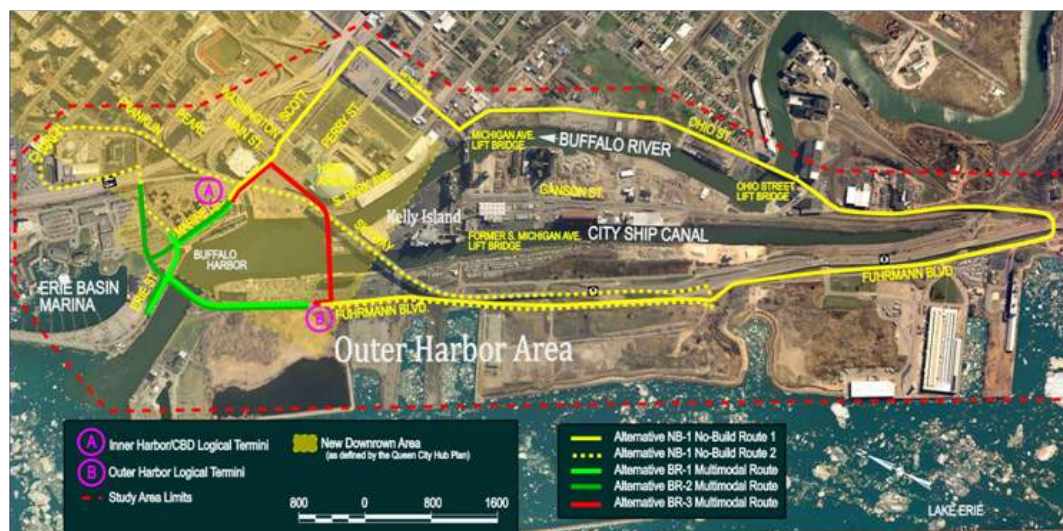 CHURCH
FRANKLIN
PEARL
MAIN ST.
WASHINGTON
SCOTT
PERRY ST.
S. PARK AVE.
MICHIGAN AVE.
LIFT BRIDGE
BUFFALO RIVER
OHIO ST.
OHIO STREET
LIFT BRIDGE
GANSON ST.
Kelly Island
FORMER S. MICHIGAN AVE.
LIFT BRIDGE
CITY SHIP CANAL
SKYWAY
A
MARINE
BUFFALO
HARBOR
ERIE ST.
ERIE BASIN
MARINA
B
FUHRMANN BLVD.
FUHRMANN BLVD.
Outer Harbor Area
A Inner Harbor/CBD Logical Termini
B Outer Harbor Logical Termini
Study Area Limits
New Downrown Area
(as defined by the Queen City Hub Plan)
800 0 800 1600
Alternative NB-1 No-Build Route 1
Alternative NB-1 No-Build Route 2
Alternative BR-1 Multimodal Route
Alternative BR-2 Multimodal Route
Alternative BR-3 Multimodal Route
LAKE ERIE